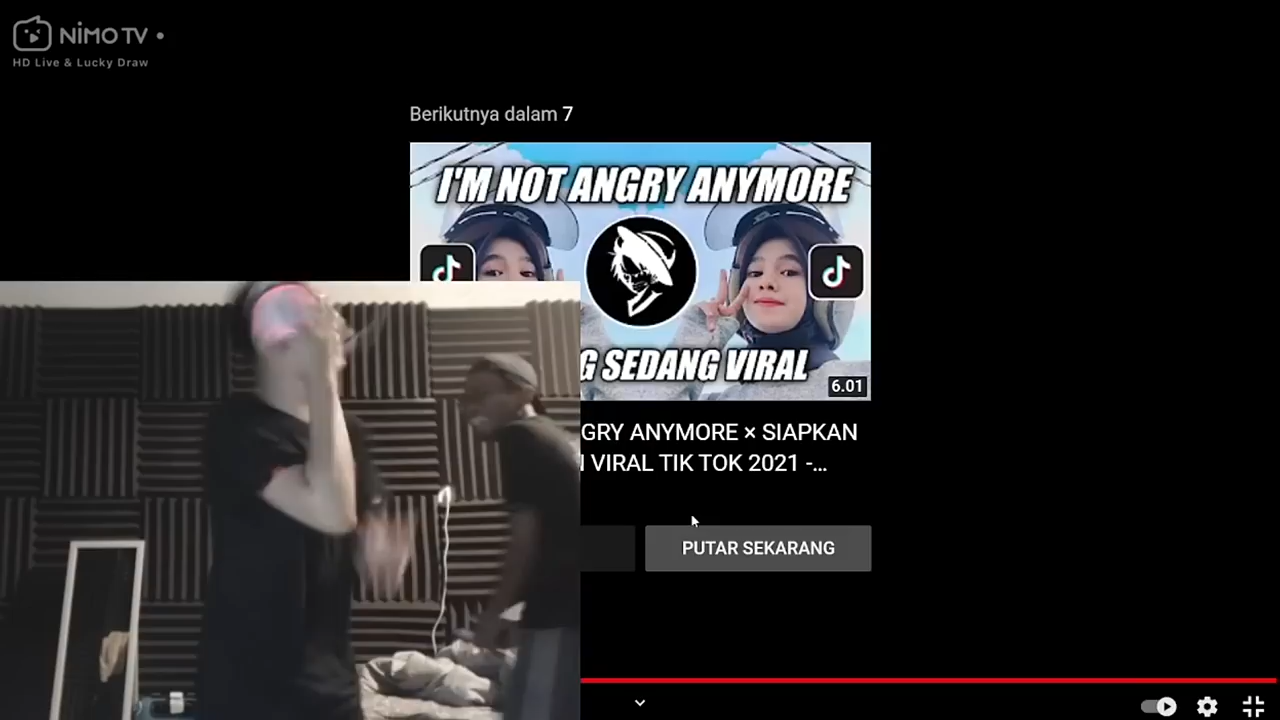 NiMO TV
HD Live & Lucky Draw
Berikutnya dalam 7
I'M NOT ANGRY ANYMORE
SEDANG VIRAL
6.01
ANYMORE × SIAPKAN
VIRAL TIK TOK 2021 -...
PUTAR SEKARANG